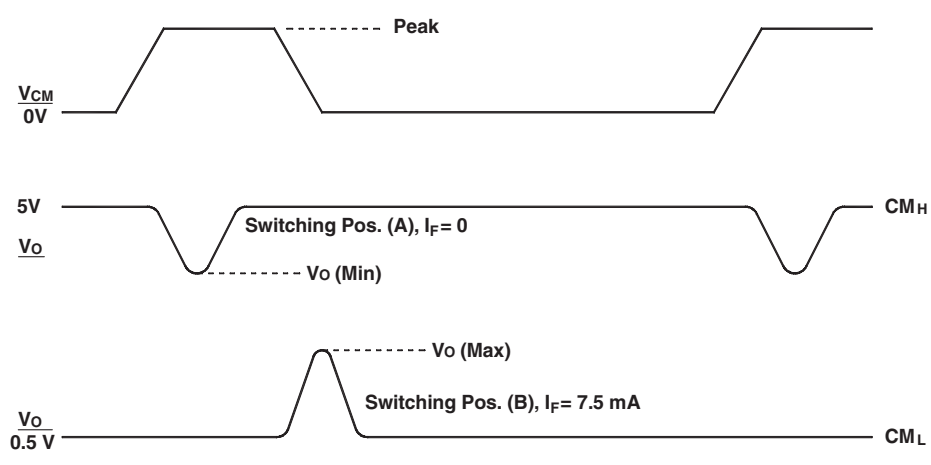 Peak
VCM
0V
5V
CMH
Switching Pos. (A), IF = 0
VO
VO (Min)
VO (Max)
Switching Pos. (B), IF = 7.5 mA
VO
0.5 V
CML